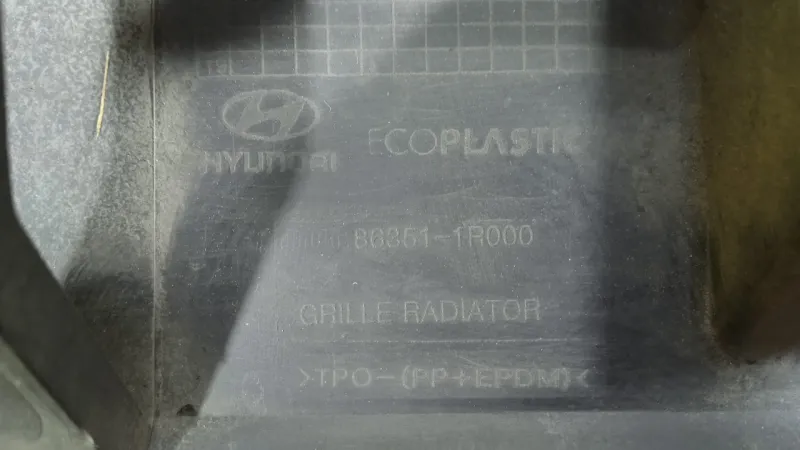 HYUNDAI
ECOPLASTIC
86351-1R000
GRILLE RADIATOR
>TPO-(PP+EPDM)<